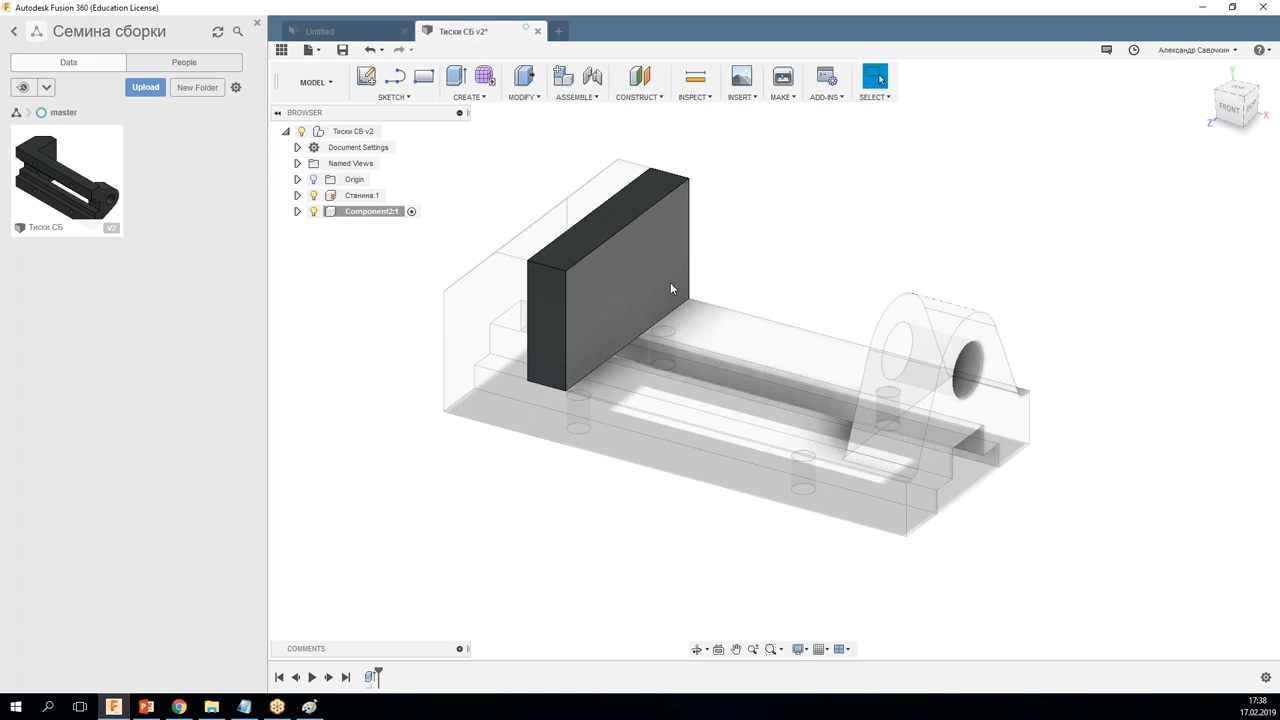 Autodesk Fusion 360 (Education License)
Семина сборки
Untitled
Тиски СБ v2*
Александр Савочкин
Data
People
Upload
New Folder
master
Тиски СБ
V2
MODEL
SKETCH
CREATE
MODIFY
ASSEMBLE
CONSTRUCT
INSPECT
INSERT
MAKE
ADD-INS
SELECT
BROWSER
Тиски СБ v2
Document Settings
Named Views
Origin
Станина:1
Component2:1
FRONT
Y
X
Z
COMMENTS
17:38
17.02.2019